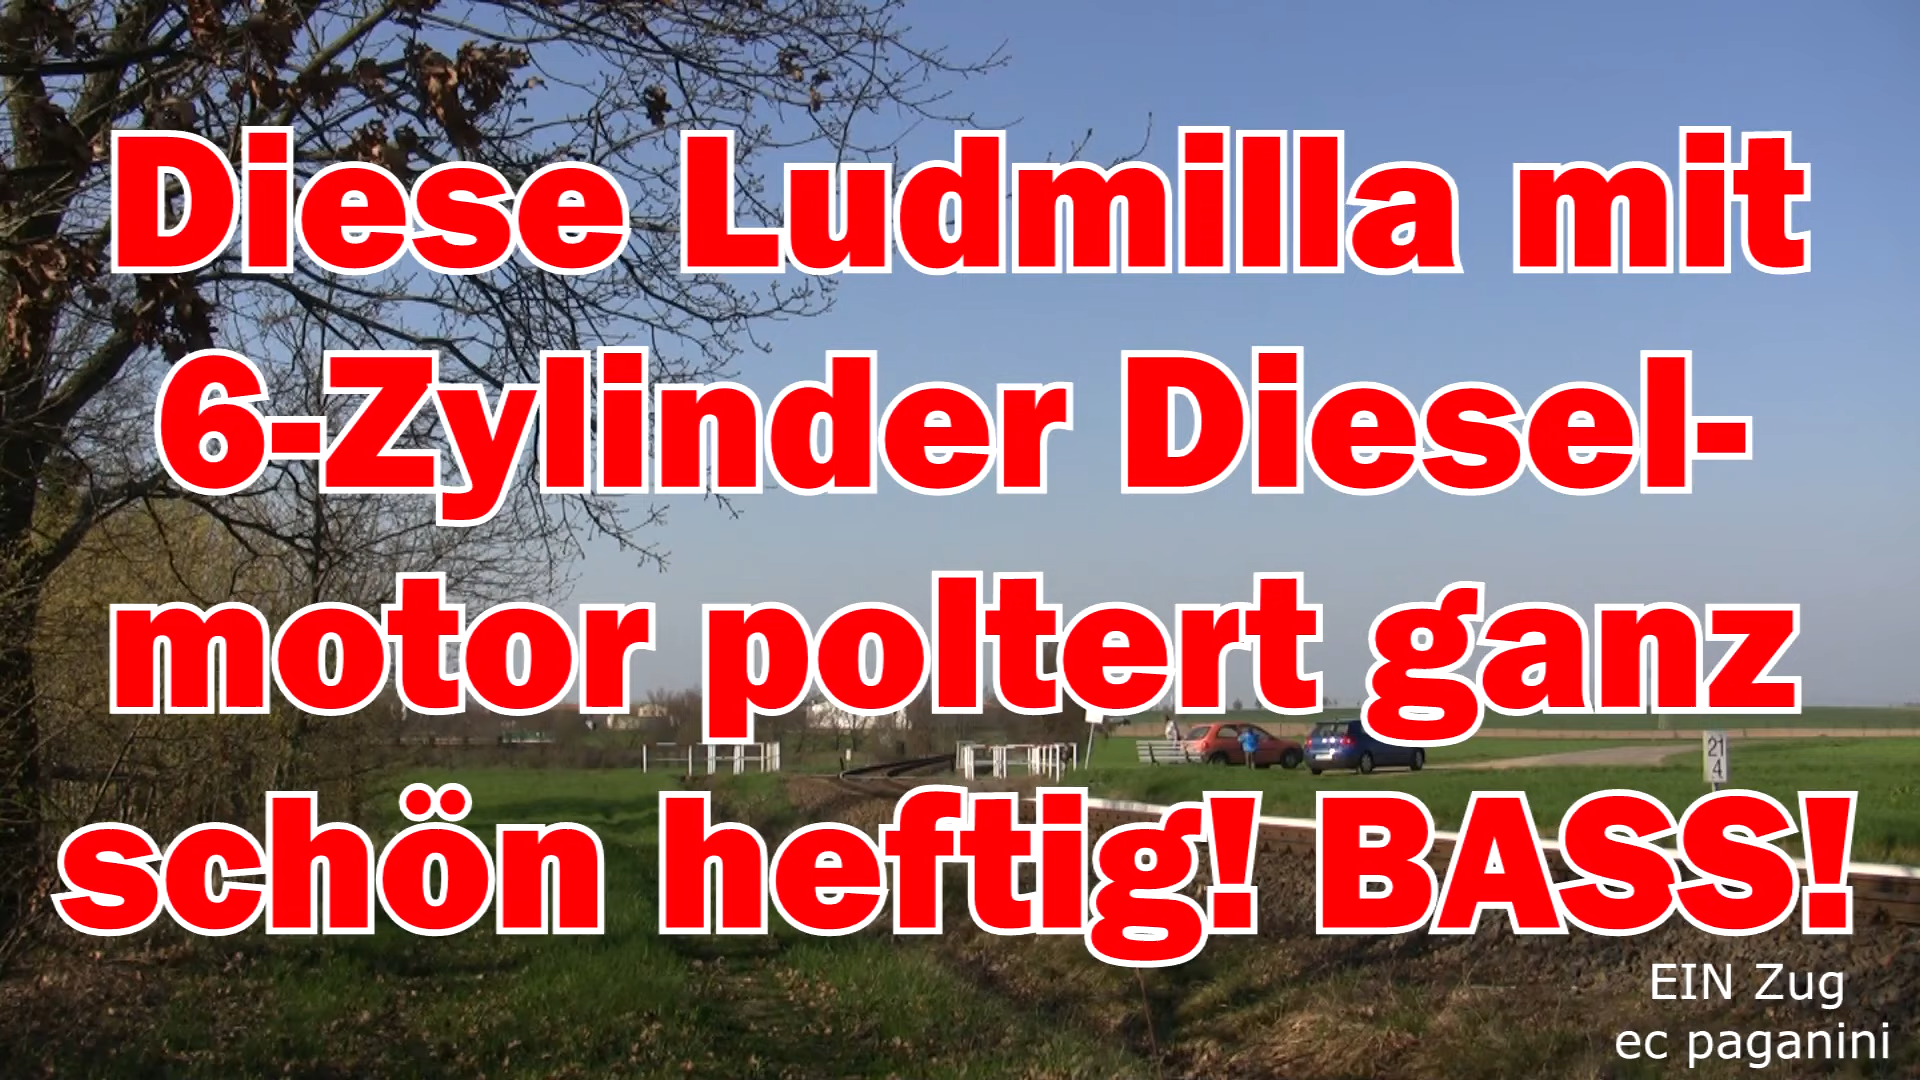 Diese Ludmilla mit
6-Zylinder Diesel-
motor poltert ganz
schön heftig! BASS!
21
4
EIN Zug
ec paganini